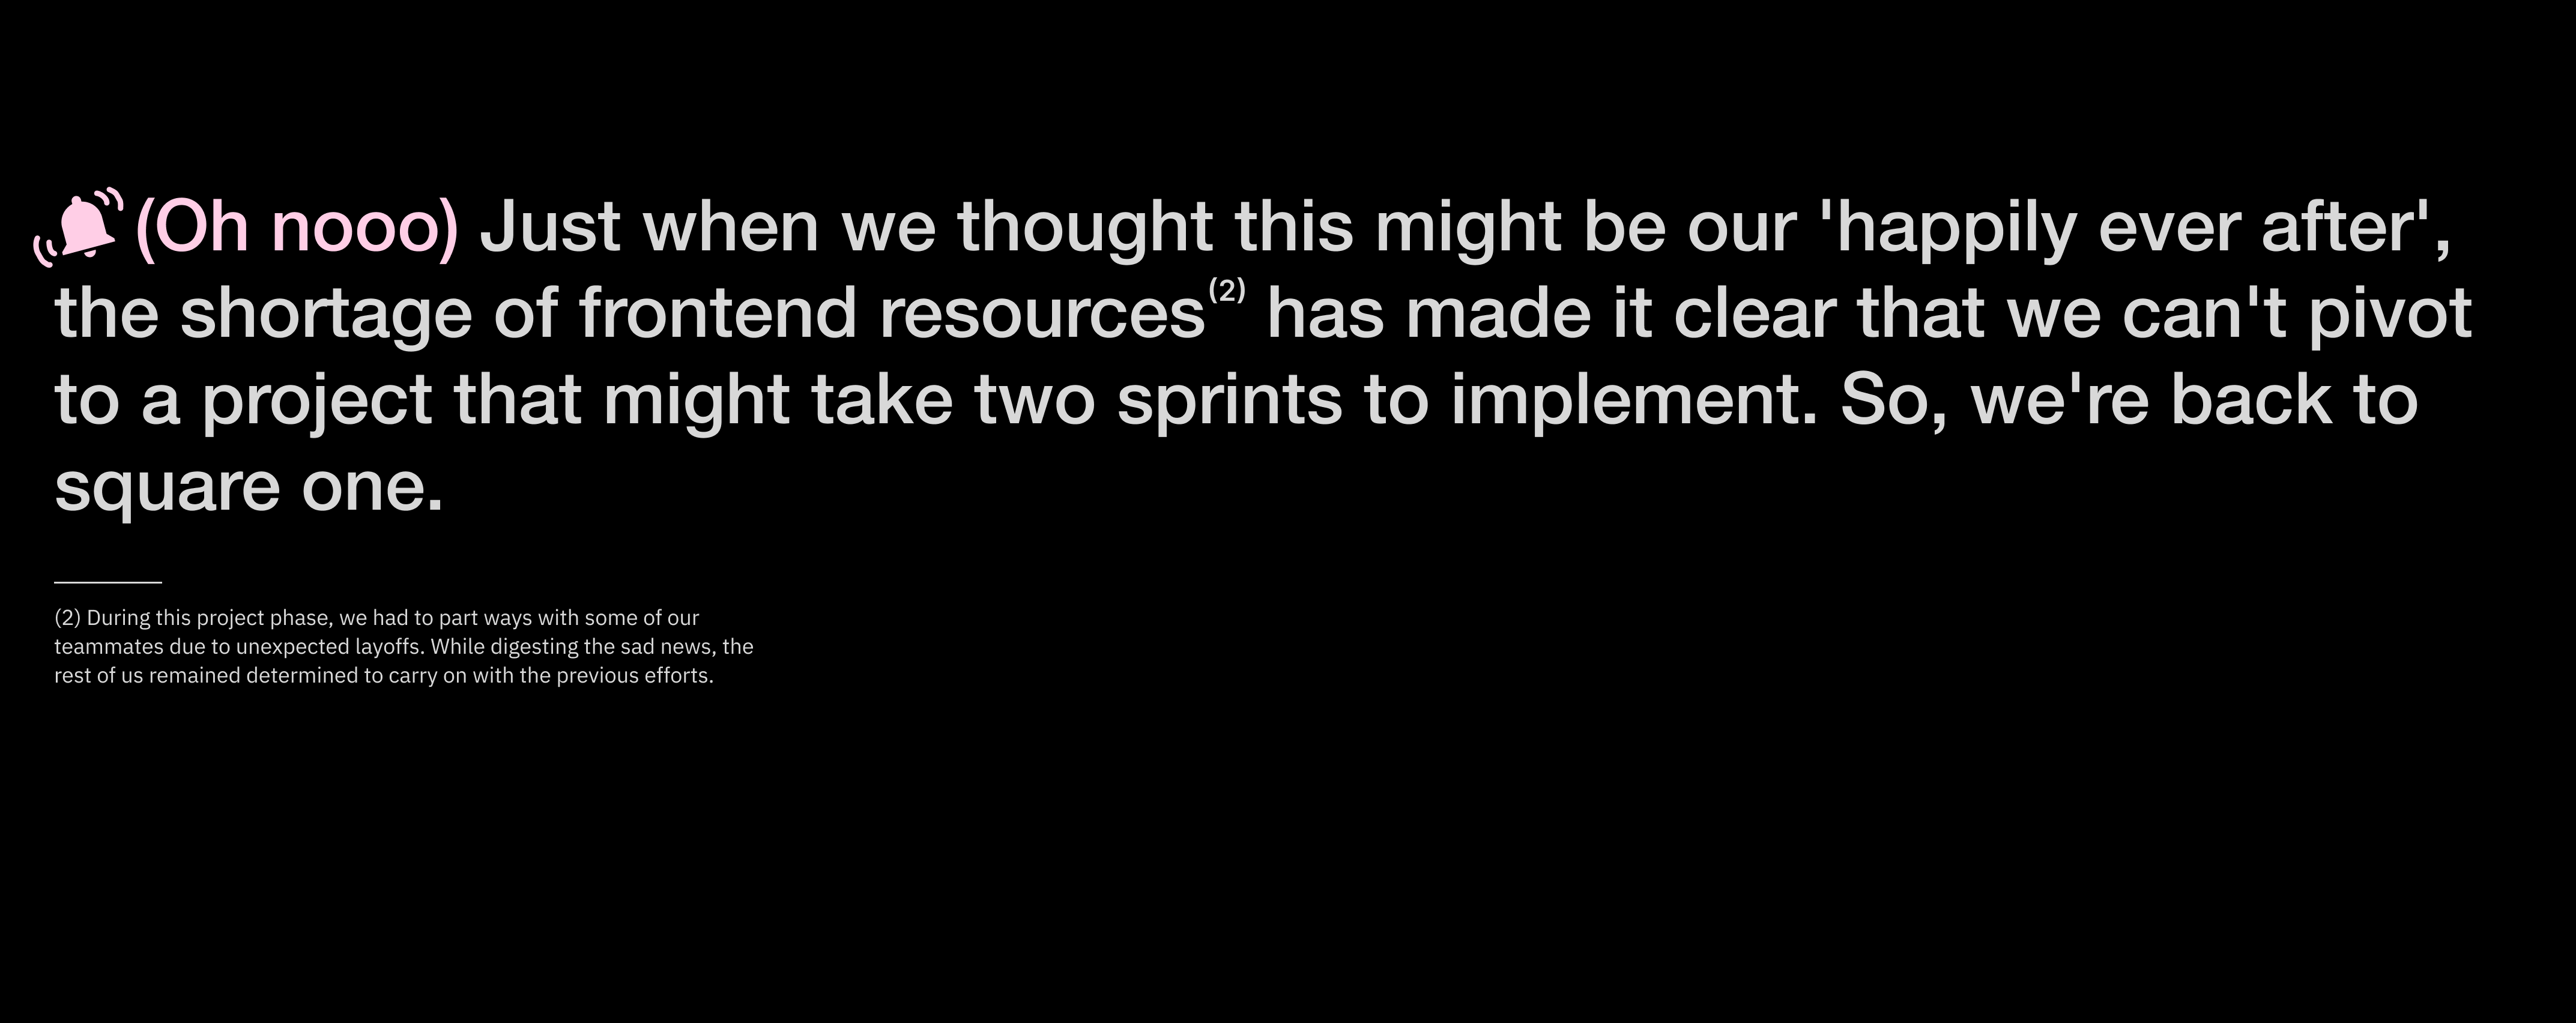 (Oh nooo) Just when we thought this might be our 'happily ever after',
the shortage of frontend resources(2) has made it clear that we can't pivot
to a project that might take two sprints to implement. So, we're back to
square one.
(2) During this project phase, we had to part ways with some of our
teammates due to unexpected layoffs. While digesting the sad news, the
rest of us remained determined to carry on with the previous efforts.